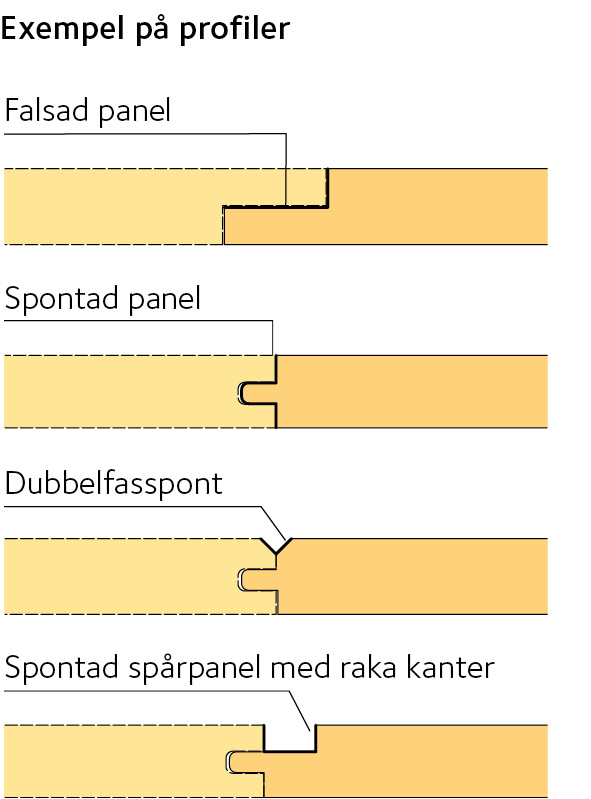 Exempel på profiler
Falsad panel
Spontad panel
Dubbelfasspont
Spontad spårpanel med raka kanter